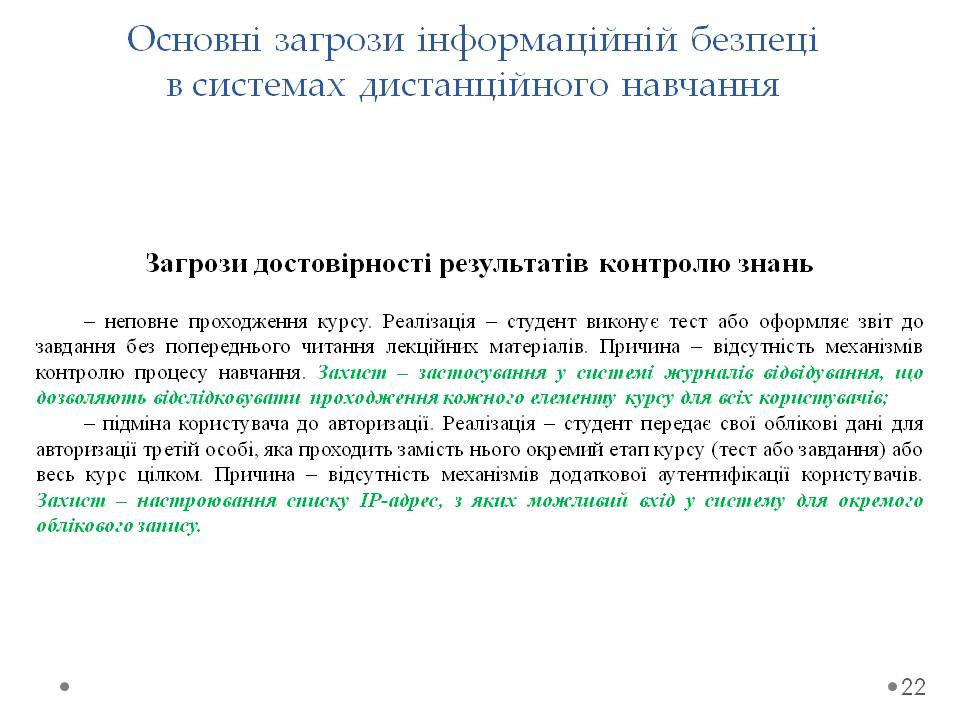 Основні загрози інформаційній безпеці
в системах дистанційного навчання
Загрози достовірності результатів контролю знань
– неповне проходження курсу. Реалізація – студент виконує тест або оформляє звіт до
завдання без попереднього читання лекційних матеріалів. Причина – відсутність механізмів
контролю процесу навчання. Захист – застосування у системі журналів відвідування, що
дозволяють відслідковувати проходження кожного елементу курсу для всіх користувачів;
– підміна користувача до авторизації. Реалізація – студент передає свої облікові дані для
авторизації третій особі, яка проходить замість нього окремий етап курсу (тест або завдання) або
весь курс цілком. Причина – відсутність механізмів додаткової аутентифікації користувачів.
Захист – настроювання списку IP-адрес, з яких можливий вхід у систему для окремого
облікового запису.
22